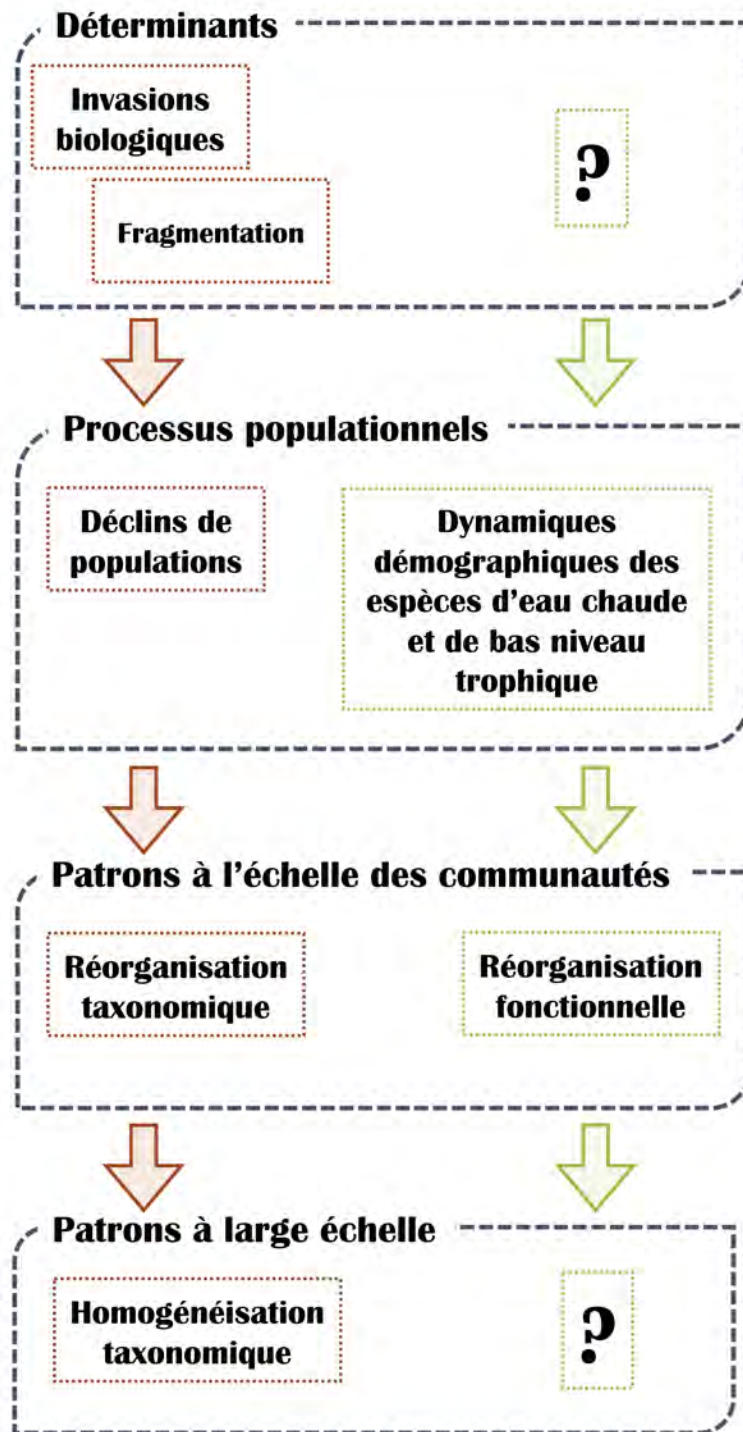 Déterminants
Invasions
biologiques
Fragmentation
?
Processus populationnels
Déclins de
populations
Dynamiques
démographiques des
espèces d'eau chaude
et de bas niveau
trophique
Patrons à l'échelle des communautés
Réorganisation
taxonomique
Réorganisation
fonctionnelle
Patrons à large échelle
Homogénéisation
taxonomique
?